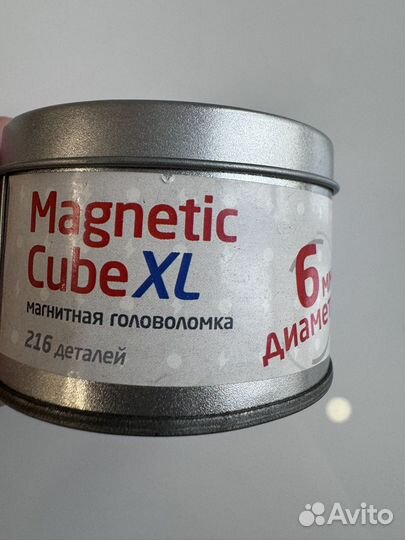 Magnetic
Cube XL
магнитная головоломка
216 деталей
6
Avito